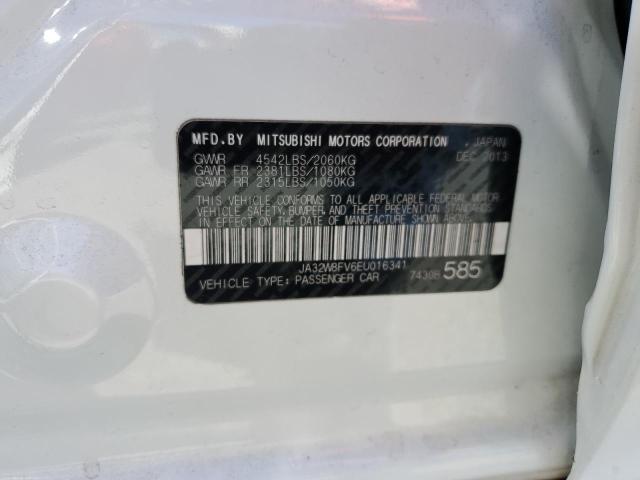 MFD.BY MITSUBISHI MOTORS CORPORATION JAPAN
GVWR 4542LBS/2060KG DEC 2013
GAWR FR 2381LBS/1080KG
GAWR RR 2315LBS/1050KG
THIS VEHICLE CONFORMS TO ALL APPLICABLE FEDERAL MOTOR
VEHICLE SAFETY, BUMPER, AND THEFT PREVENTION STANDARDS
IN EFFECT ON THE DATE OF MANUFACTURE SHOWN ABOVE.
JA32W8FV6EU016341
VEHICLE TYPE: PASSENGER CAR 585